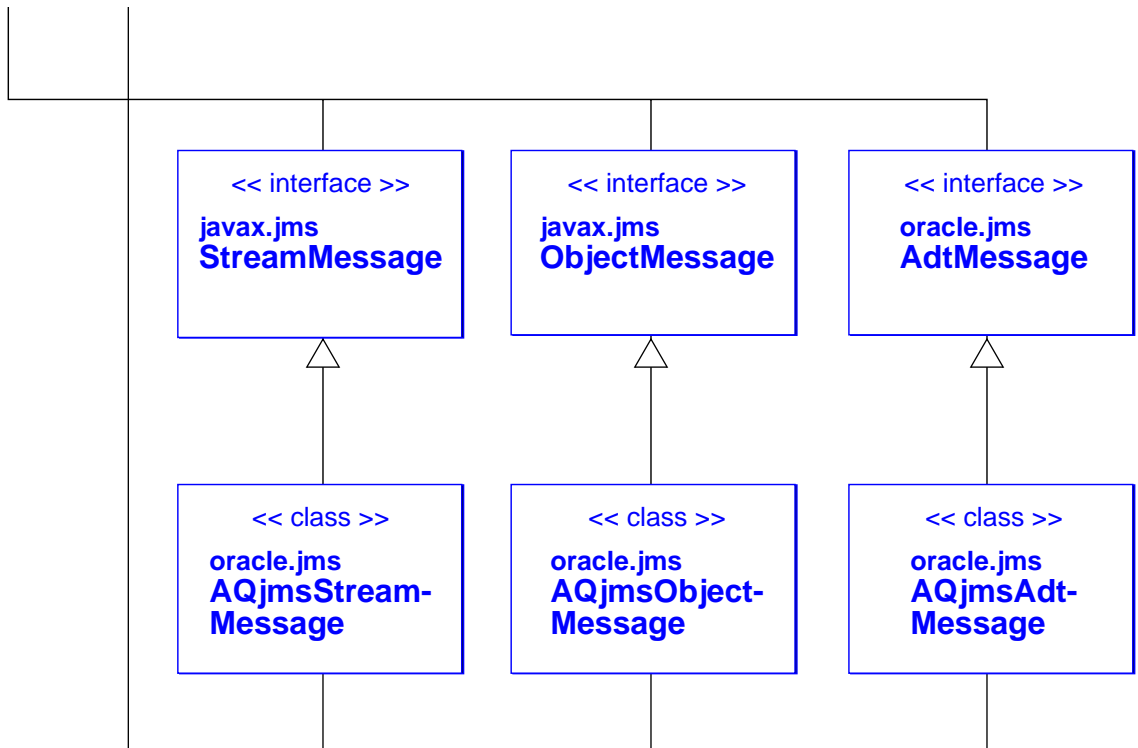 << interface >>
javax.jms
StreamMessage
<< interface >>
javax.jms
ObjectMessage
<< interface >>
oracle.jms
AdtMessage
<< class >>
oracle.jms
AQjmsStream-
Message
<< class >>
oracle.jms
AQjmsObject-
Message
<< class >>
oracle.jms
AQjmsAdt-
Message